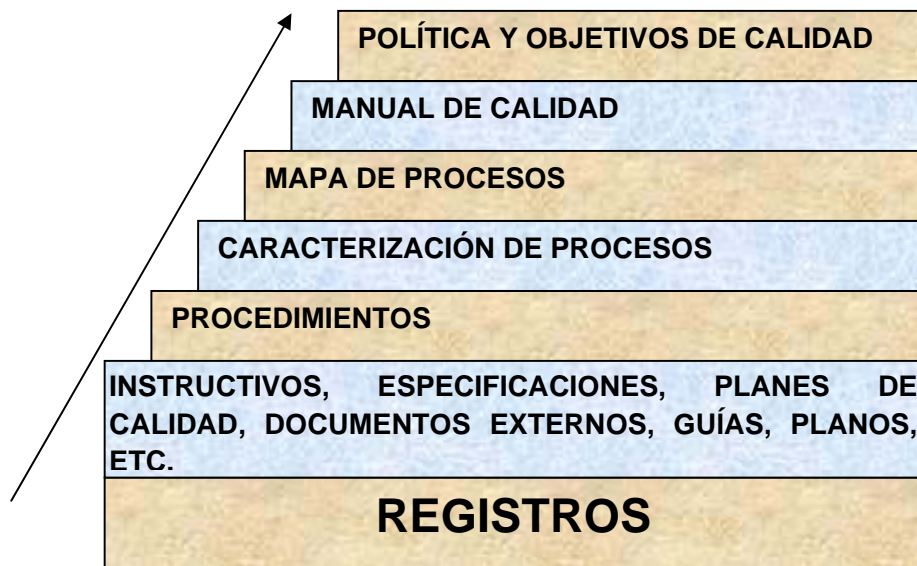 POLÍTICA Y OBJETIVOS DE CALIDAD
MANUAL DE CALIDAD
MAPA DE PROCESOS
CARACTERIZACIÓN DE PROCESOS
PROCEDIMIENTOS
INSTRUCTIVOS, ESPECIFICACIONES, PLANES DE
CALIDAD, DOCUMENTOS EXTERNOS, GUÍAS, PLANOS,
ETC.
REGISTROS